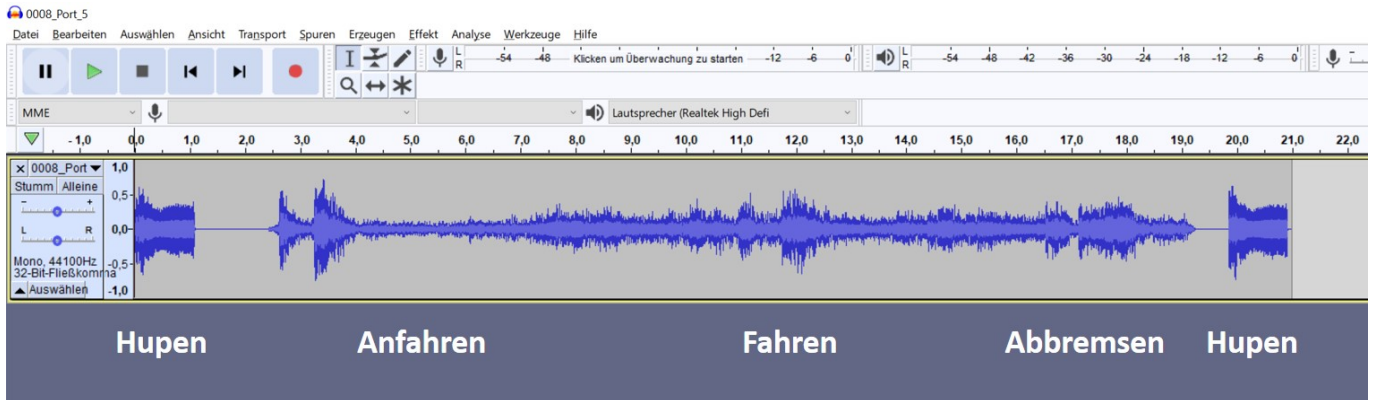 0008_Port_5
Datei Bearbeiten Auswählen Ansicht Transport Spuren Erzeugen Effekt Analyse Werkzeuge Hilfe
L
R
-54 -48 Klicken um Überwachung zu starten -12 -6 0
L
R
-54 -48 -42 -36 -30 -24 -18 -12 -6 0
MME
Lautsprecher (Realtek High Defi
- 1,0 0,0 1,0 2,0 3,0 4,0 5,0 6,0 7,0 8,0 9,0 10,0 11,0 12,0 13,0 14,0 15,0 16,0 17,0 18,0 19,0 20,0 21,0 22,0
× 0008_Port
Stumm Alleine
- +
L R
Mono, 44100Hz
32-Bit-Fließkomma
Auswählen
1,0
0,5-
0,0-
-0,5-
-1,0
Hupen Anfahren Fahren Abbremsen Hupen